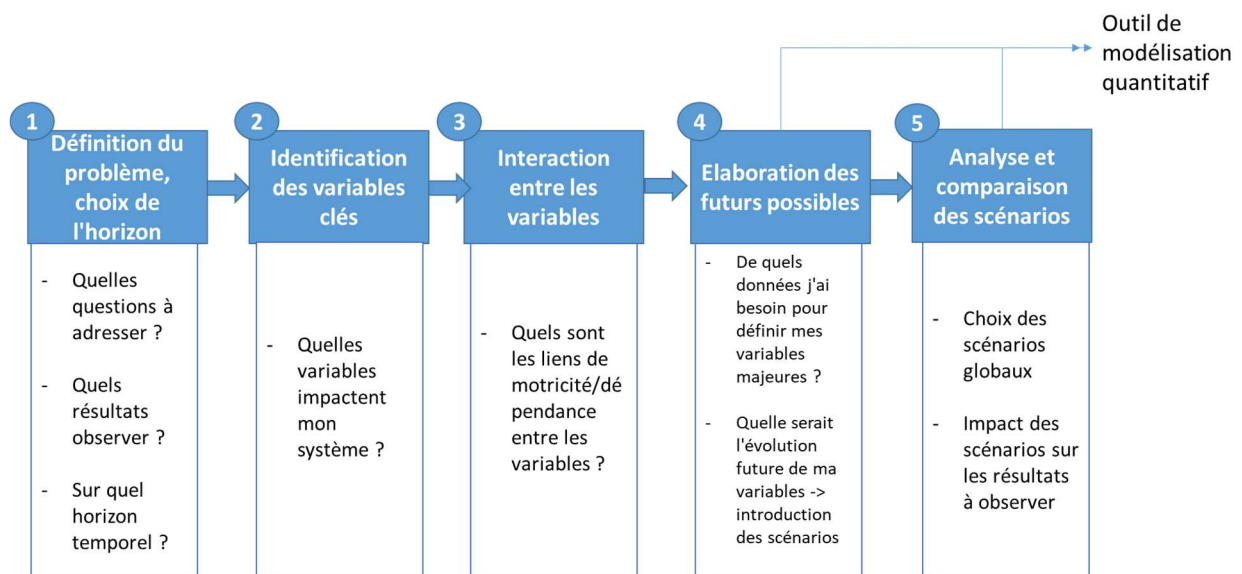 Outil de
modélisation
quantitatif
1
Définition du
problème,
choix de
l'horizon
2
Identification
des variables
clés
3
Interaction
entre les
variables
4
Elaboration des
futurs possibles
5
Analyse et
comparaison
des scénarios
- Quelles
questions à
adresser ?
- Quels
résultats
observer ?
- Sur quel
horizon
temporel ?
- Quelles
variables
impactent
mon
système ?
- Quels sont
les liens de
motricité/dé
pendance
entre les
variables ?
- De quels
données j'ai
besoin pour
définir mes
variables
majeures ?
- Quelle serait
l'évolution
future de ma
variables ->
introduction
des scénarios
- Choix des
scénarios
globaux
- Impact des
scénarios sur
les résultats
à observer